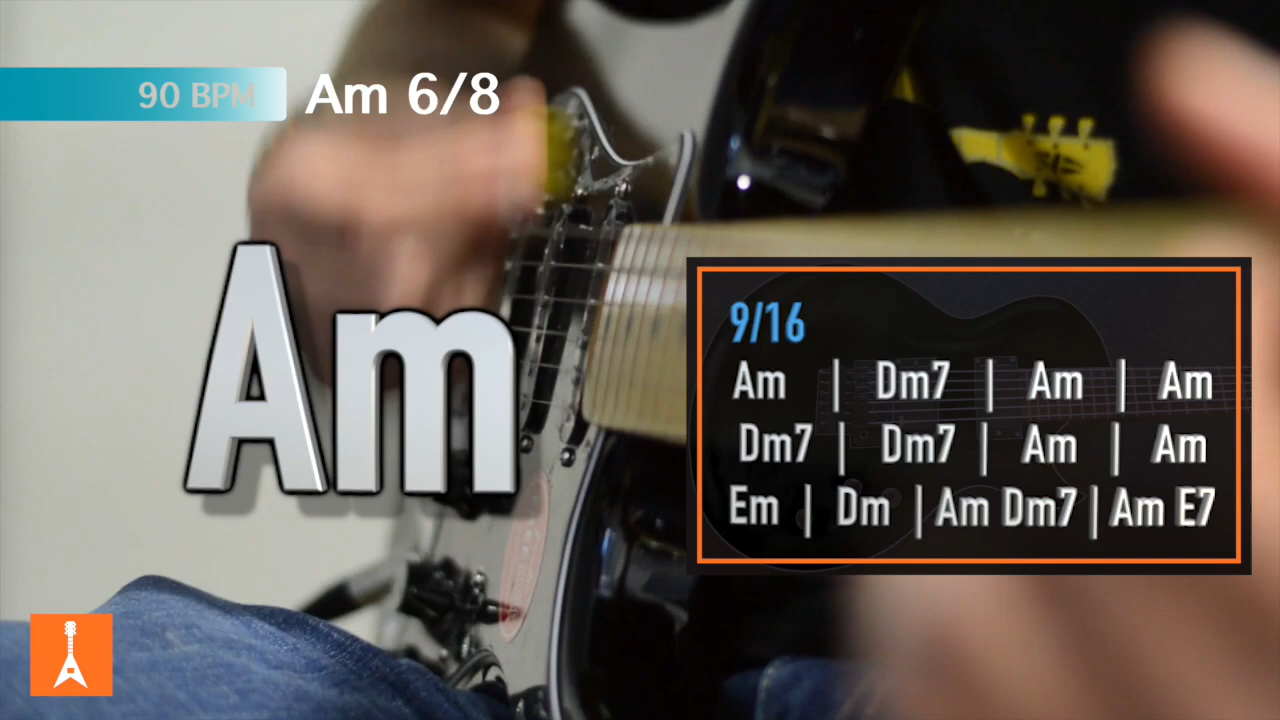 90 BPM Am 6/8
Am
9/16
Am | Dm7 | Am | Am
Dm7 | Dm7 | Am | Am
Em | Dm | Am Dm7 | Am E7